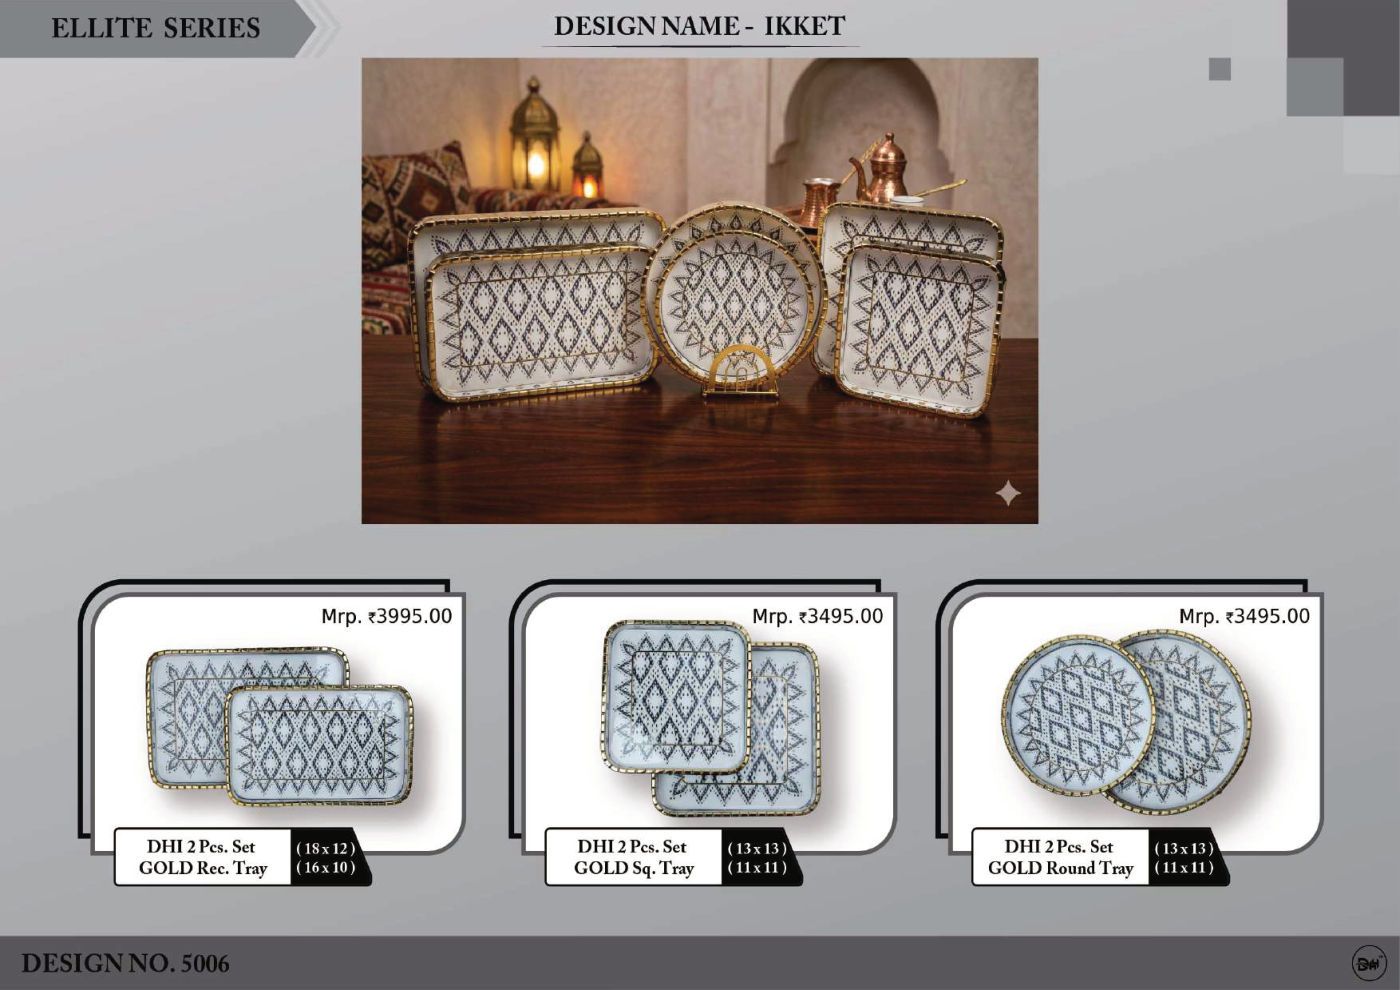 ELLITE SERIES
DESIGN NAME - IKKET
Mrp. ₹3995.00
DHI 2 Pcs. Set
GOLD Rec. Tray
(18 x 12)
(16 x 10)
Mrp. ₹3495.00
DHI 2 Pcs. Set
GOLD Sq. Tray
(13 x 13)
(11 x 11)
Mrp. ₹3495.00
DHI 2 Pcs. Set
GOLD Round Tray
(13 x 13)
(11 x 11)
DESIGN NO. 5006
DHI